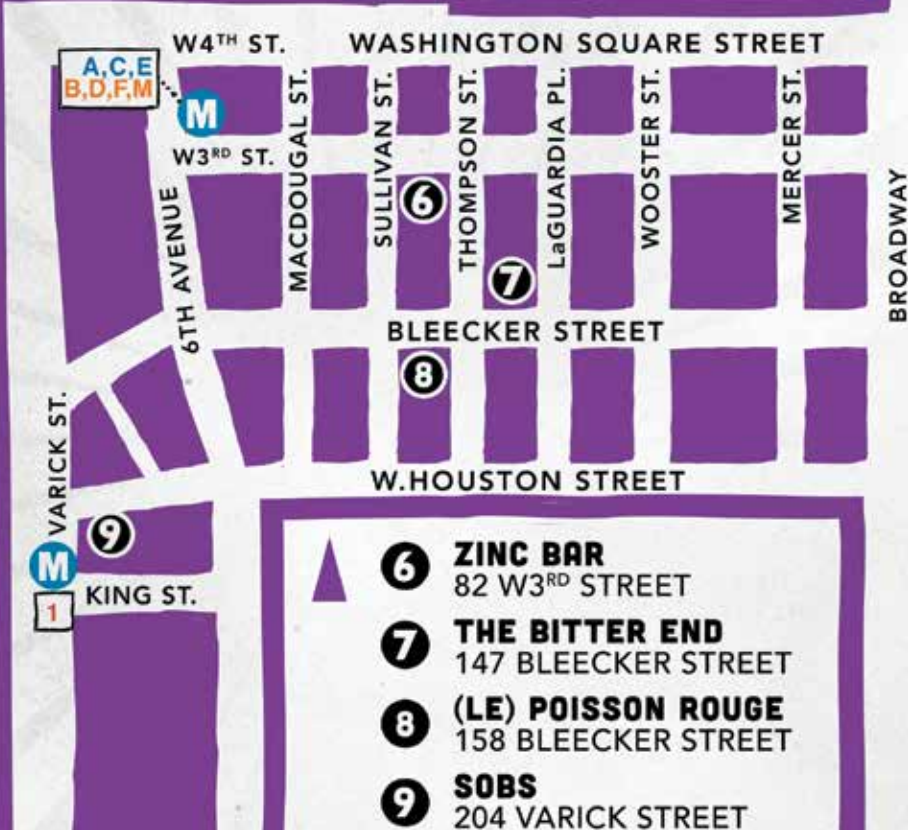 W4TH ST.
WASHINGTON SQUARE STREET
A,C,E
B,D,F,M
M
W3RD ST.
MACDOUGAL ST.
SULLIVAN ST.
THOMPSON ST.
LaGUARDIA PL.
WOOSTER ST.
MERCER ST.
BROADWAY
6TH AVENUE
6
7
BLEECKER STREET
8
VARICK ST.
W.HOUSTON STREET
9
M
1
KING ST.
6 ZINC BAR
82 W3RD STREET
7 THE BITTER END
147 BLEECKER STREET
8 (LE) POISSON ROUGE
158 BLEECKER STREET
9 SOBS
204 VARICK STREET